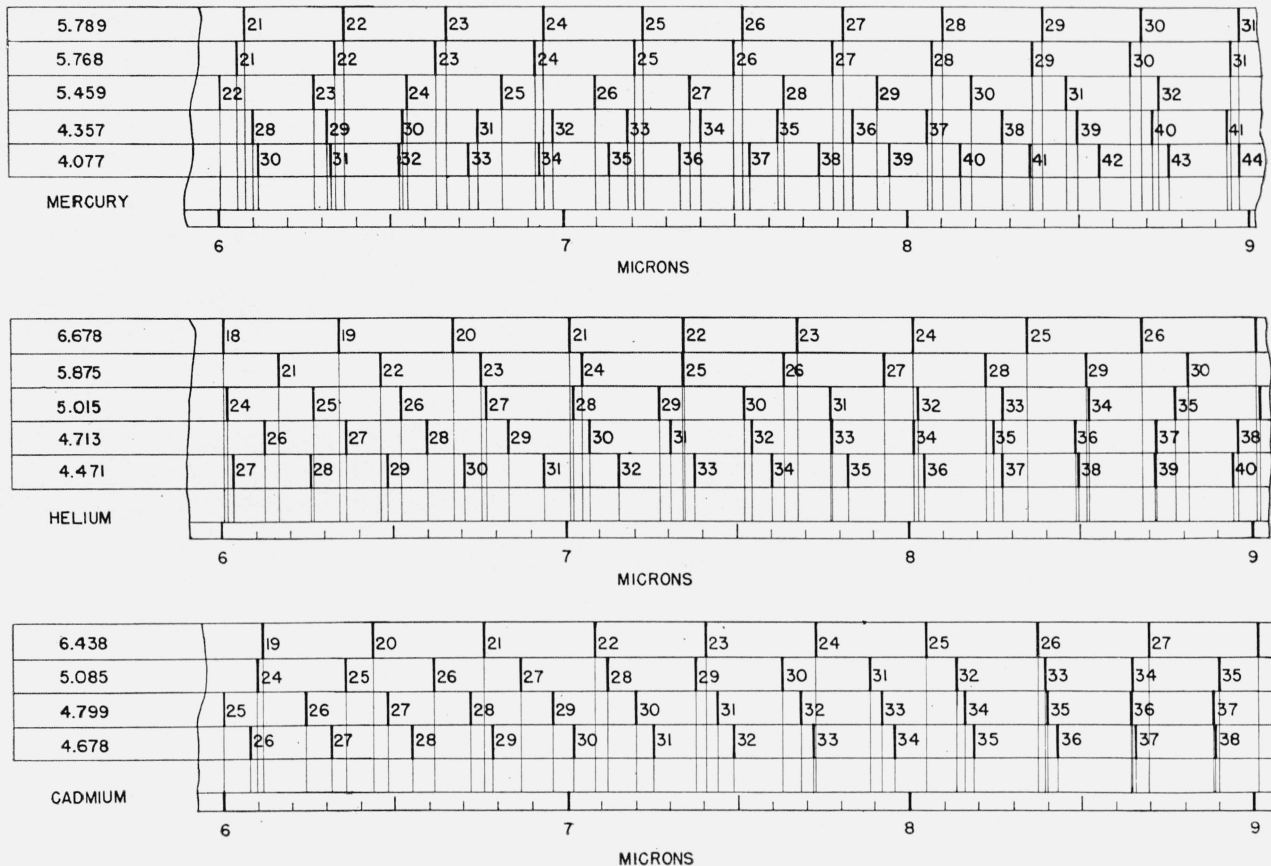 5.789 21 22 23 24 25 26 27 28 29 30 31
5.768 21 22 23 24 25 26 27 28 29 30 31
5.459 22 23 24 25 26 27 28 29 30 31 32
4.357 28 29 30 31 32 33 34 35 36 37 38 39 40 41
4.077 30 31 32 33 34 35 36 37 38 39 40 41 42 43 44
MERCURY
6 7 8 9
MICRONS
6.678 18 19 20 21 22 23 24 25 26
5.875 21 22 23 24 25 26 27 28 29 30
5.015 24 25 26 27 28 29 30 31 32 33 34 35
4.713 26 27 28 29 30 31 32 33 34 35 36 37 38
4.471 27 28 29 30 31 32 33 34 35 36 37 38 39 40
HELIUM
6 7 8 9
MICRONS
6.438 19 20 21 22 23 24 25 26 27
5.085 24 25 26 27 28 29 30 31 32 33 34 35
4.799 25 26 27 28 29 30 31 32 33 34 35 36 37
4.678 26 27 28 29 30 31 32 33 34 35 36 37 38
CADMIUM
6 7 8 9
MICRONS